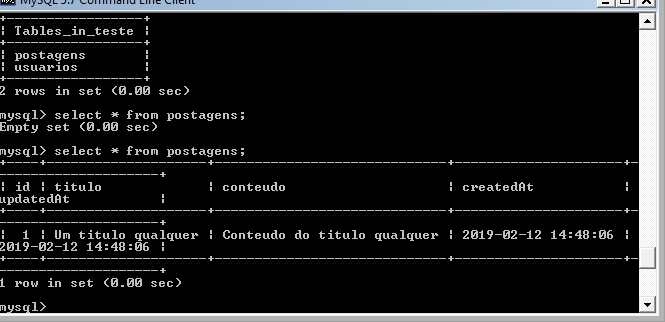 MySQL 5.7 Command Line Client
| Tables_in_teste |
| postagens |
| usuarios |
2 rows in set (0.00 sec)
mysql> select * from postagens;
Empty set (0.00 sec)
mysql> select * from postagens;
| id | titulo | conteudo | createdAt |
updatedAt |
| 1 | Um titulo qualquer | Conteudo do titulo qualquer | 2019-02-12 14:48:06 |
2019-02-12 14:48:06 |
1 row in set (0.00 sec)
mysql>